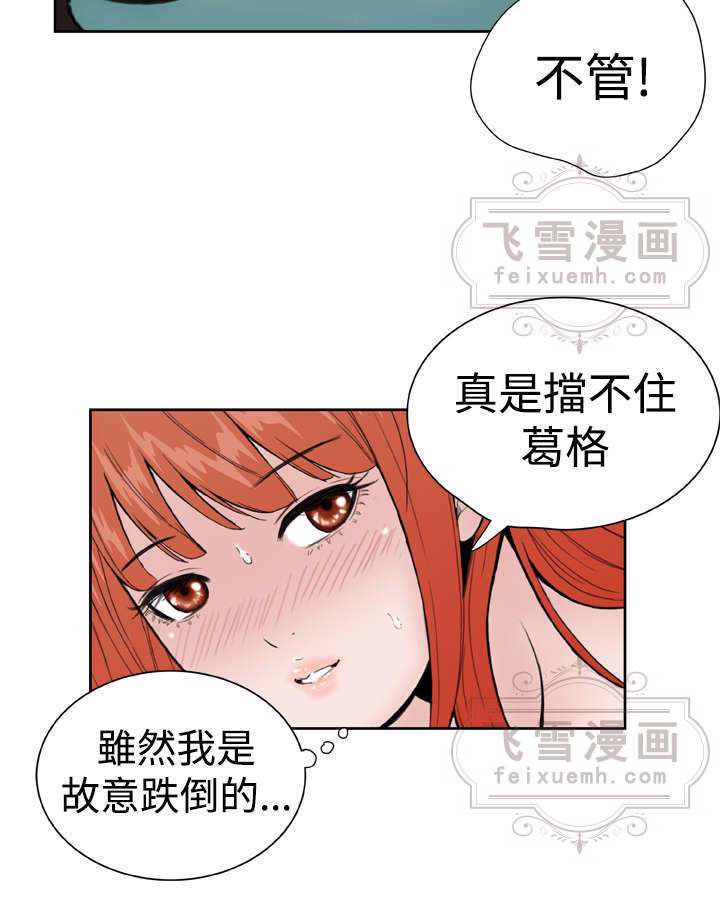 不管!
飞雪漫画
feixuemh.com
真是擋不住
葛格
雖然我是
故意跌倒的...
飞雪漫画
feixuemh.com